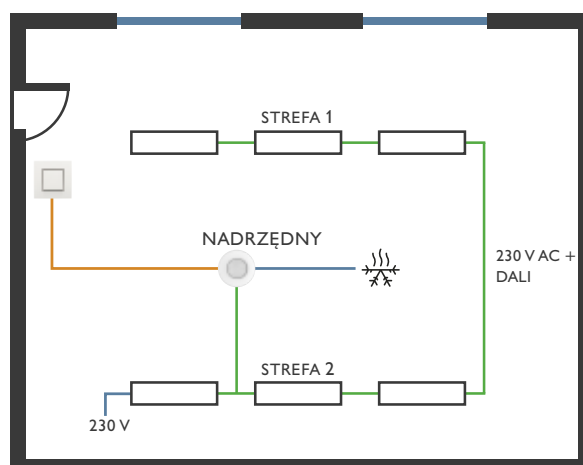 STREFA 1
NADRZĘDNY
230 V AC +
DALI
STREFA 2
230 V